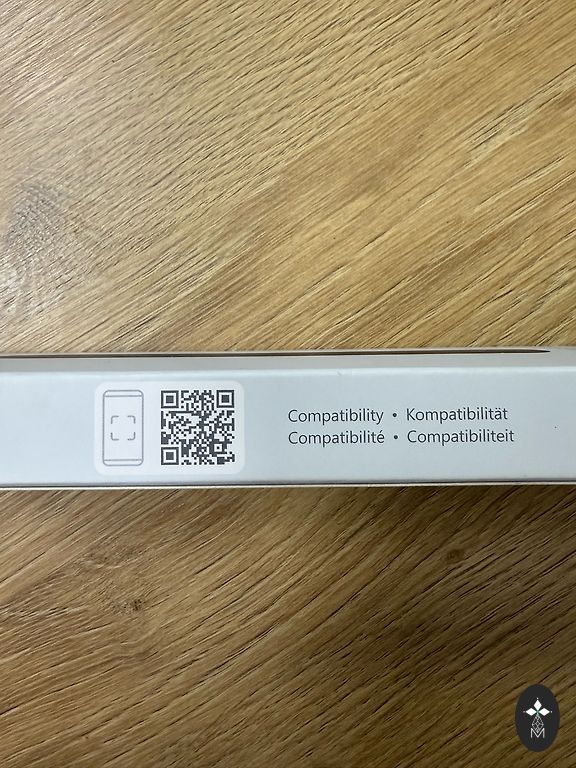 Compatibility • Kompatibilität
Compatibilité • Compatibiliteit
M